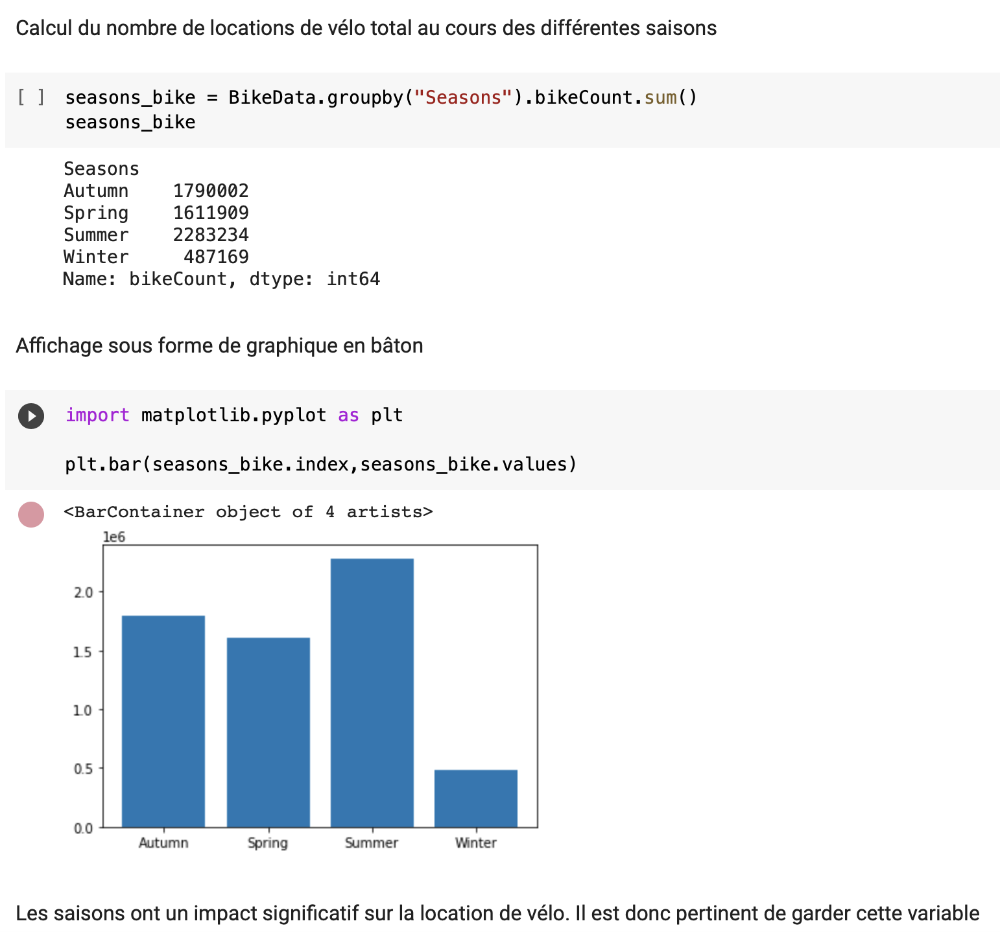 Calcul du nombre de locations de vélo total au cours des différentes saisons
[ ] seasons_bike = BikeData.groupby("Seasons").bikeCount.sum()
seasons_bike
Seasons
Autumn    1790002
Spring    1611909
Summer    2283234
Winter     487169
Name: bikeCount, dtype: int64
Affichage sous forme de graphique en bâton
import matplotlib.pyplot as plt
plt.bar(seasons_bike.index,seasons_bike.values)
<BarContainer object of 4 artists>
1e6
2.0
1.5
1.0
0.5
0.0
Autumn Spring Summer Winter
Les saisons ont un impact significatif sur la location de vélo. Il est donc pertinent de garder cette variable